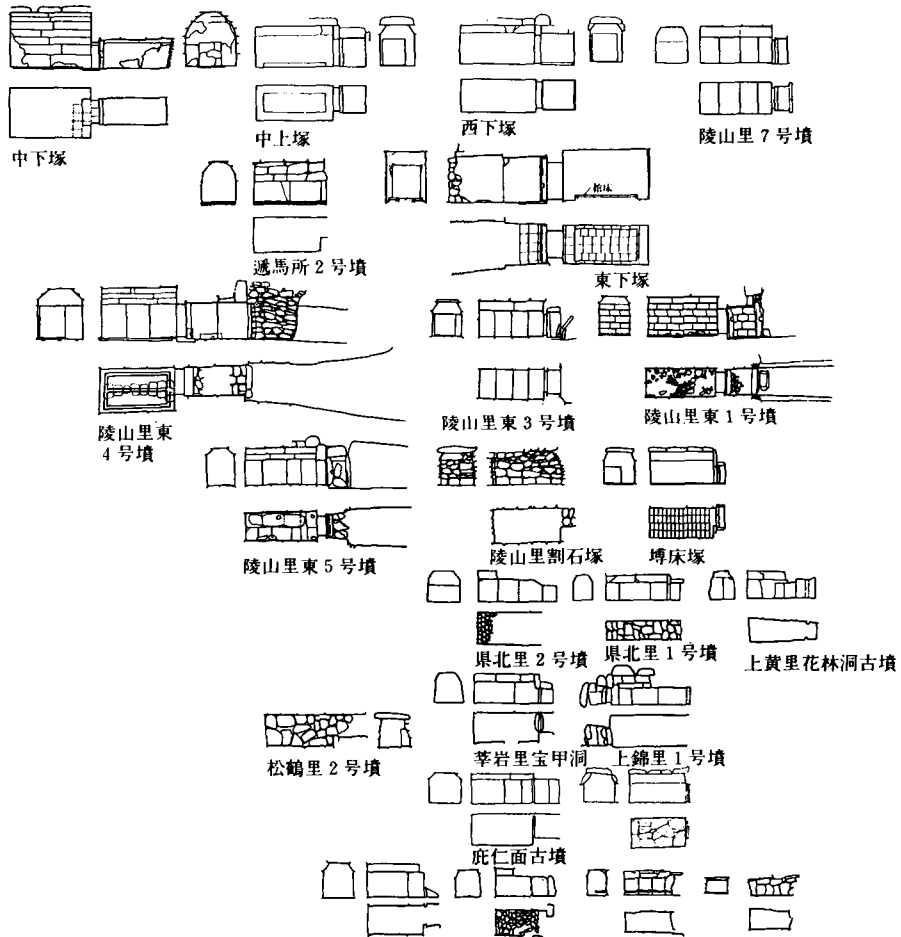 中下塚
中上塚
西下塚
陵山里7号墳
逓馬所2号墳
棺床
東下塚
陵山里東
4号墳
陵山里東3号墳
陵山里東1号墳
陵山里東5号墳
陵山里割石塚
塼床塚
県北里2号墳
県北里1号墳
上黄里花林洞古墳
松鶴里2号墳
莘岩里宝甲洞
上錦里1号墳
庇仁面古墳